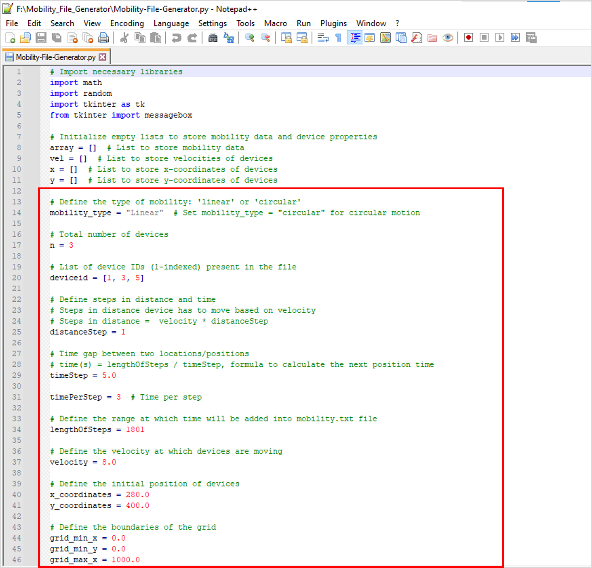 F:\Mobility_File_Generator\Mobility-File-Generator.py - Notepad++
File Edit Search View Encoding Language Settings Tools Macro Run Plugins Window ?
Mobility-File-Generator.py
1 # Import necessary libraries
2 import math
3 import random
4 import tkinter as tk
5 from tkinter import messagebox
6
7 # Initialize empty lists to store mobility data and device properties
8 array = [] # List to store mobility data
9 vel = [] # List to store velocities of devices
10 x = [] # List to store x-coordinates of devices
11 y = [] # List to store y-coordinates of devices
12
13 # Define the type of mobility: 'linear' or 'circular'
14 mobility_type = "Linear" # Set mobility_type = "circular" for circular motion
15
16 # Total number of devices
17 n = 3
18
19 # List of device IDs (1-indexed) present in the file
20 deviceid = [1, 3, 5]
21
22 # Define steps in distance and time
23 # Steps in distance device has to move based on velocity
24 # Steps in distance = velocity * distanceStep
25 distanceStep = 1
26
27 # Time gap between two locations/positions
28 # time(s) = lengthOfSteps / timeStep, formula to calculate the next position time
29 timeStep = 5.0
30
31 timePerStep = 3 # Time per step
32
33 # Define the range at which time will be added into mobility.txt file
34 lengthOfSteps = 1801
35
36 # Define the velocity at which devices are moving
37 velocity = 8.0
38
39 # Define the initial position of devices
40 x_coordinates = 280.0
41 y_coordinates = 400.0
42
43 # Define the boundaries of the grid
44 grid_min_x = 0.0
45 grid_min_y = 0.0
46 grid_max_x = 1000.0